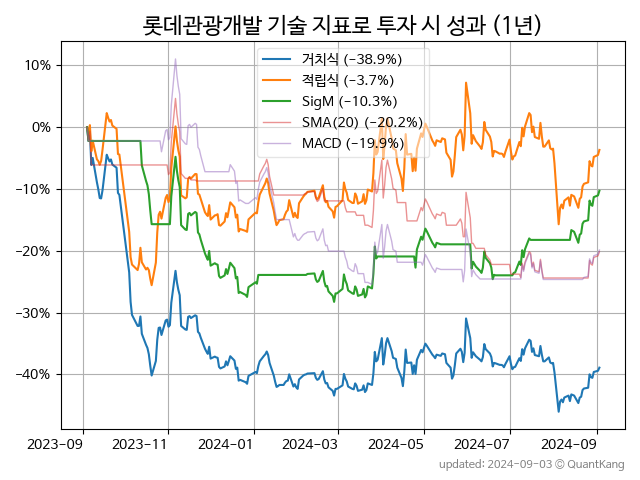 롯데관광개발 기술 지표로 투자 시 성과 (1년)
거치식 (−38.9%)
적립식 (−3.7%)
SigM (−10.3%)
SMA(20) (−20.2%)
MACD (−19.9%)
10%
0%
−10%
−20%
−30%
−40%
2023-09
2023-11
2024-01
2024-03
2024-05
2024-07
2024-09
updated: 2024-09-03 © QuantKang